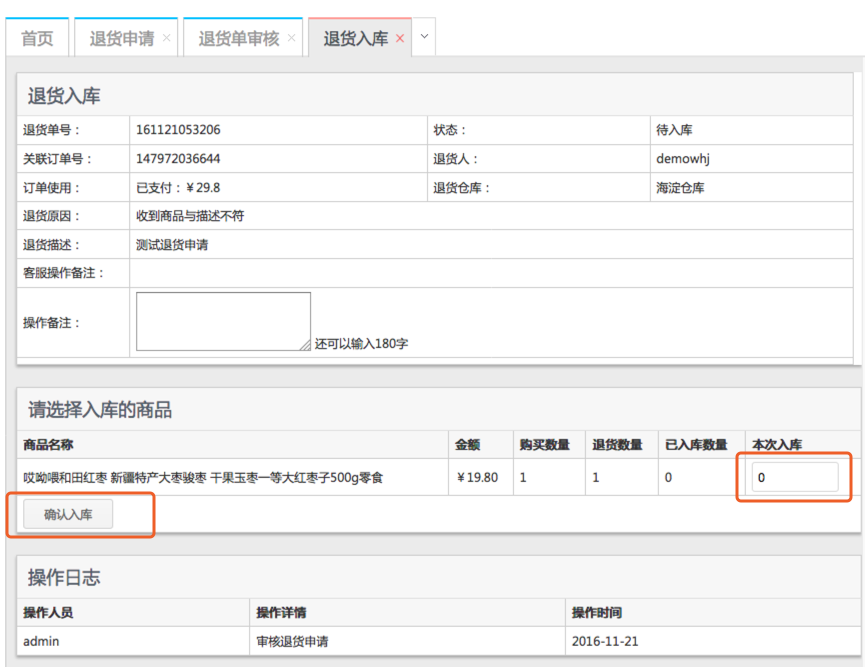 首页 退货申请 × 退货单审核 × 退货入库 ×
退货入库
退货单号： 161121053206 状态： 待入库
关联订单号： 147972036644 退货人： demowhj
订单使用： 已支付：¥29.8 退货仓库： 海淀仓库
退货原因： 收到商品与描述不符
退货描述： 测试退货申请
客服操作备注：
操作备注： 还可以输入180字
请选择入库的商品
商品名称 金额 购买数量 退货数量 已入库数量 本次入库
哎呦喂和田红枣 新疆特产大枣骏枣 干果玉枣一等大红枣子500g零食 ¥19.80 1 1 0 0
确认入库
操作日志
操作人员 操作详情 操作时间
admin 审核退货申请 2016-11-21